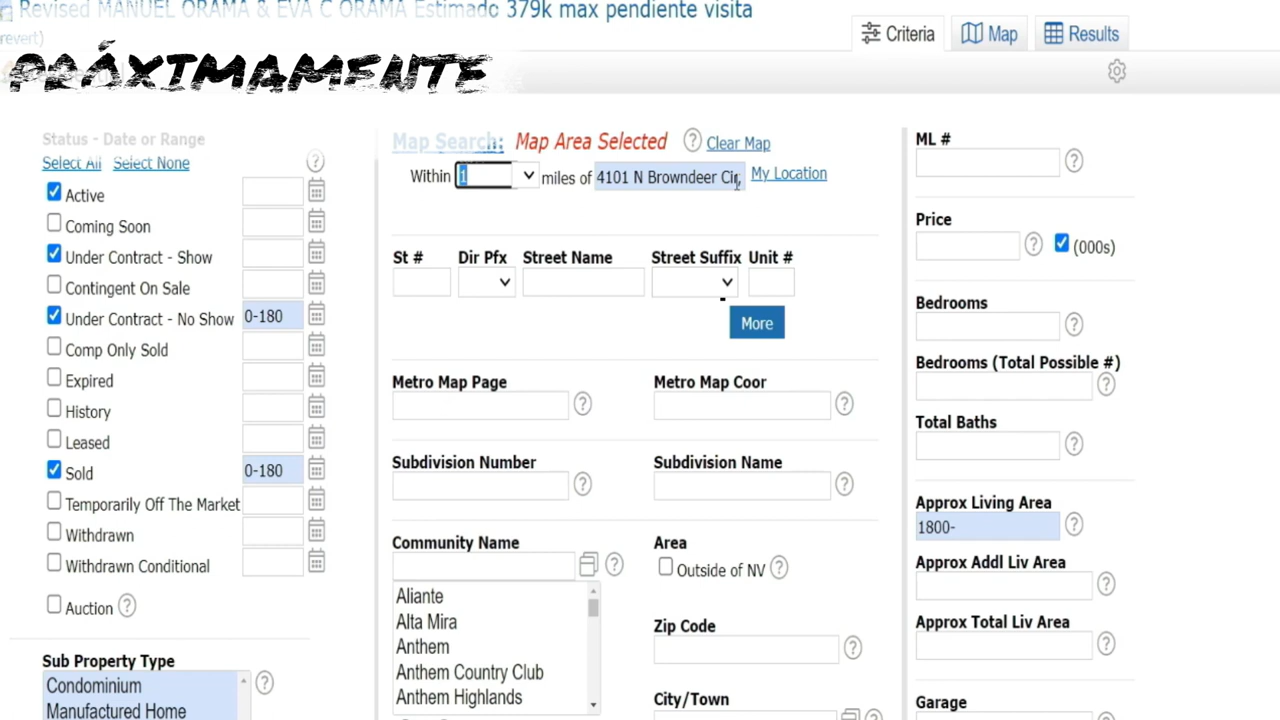 Revised MANUEL ORAMA & EVA C ORAMA Estimado 379k max pendiente visita
revert)
Criteria
Map
Results
PRÓXIMAMENTE
Status - Date or Range
Select All Select None
Active
Coming Soon
Under Contract - Show
Contingent On Sale
Under Contract - No Show 0-180
Comp Only Sold
Expired
History
Leased
Sold 0-180
Temporarily Off The Market
Withdrawn
Withdrawn Conditional
Auction
Sub Property Type
Condominium
Manufactured Home
Map Search: Map Area Selected Clear Map
Within 1 miles of 4101 N Browndeer Cir, My Location
St # Dir Pfx Street Name Street Suffix Unit #
More
Metro Map Page Metro Map Coor
Subdivision Number Subdivision Name
Community Name
Aliante
Alta Mira
Anthem
Anthem Country Club
Anthem Highlands
Area
Outside of NV
Zip Code
City/Town
ML #
Price
(000s)
Bedrooms
Bedrooms (Total Possible #)
Total Baths
Approx Living Area
1800-
Approx Addl Liv Area
Approx Total Liv Area
Garage